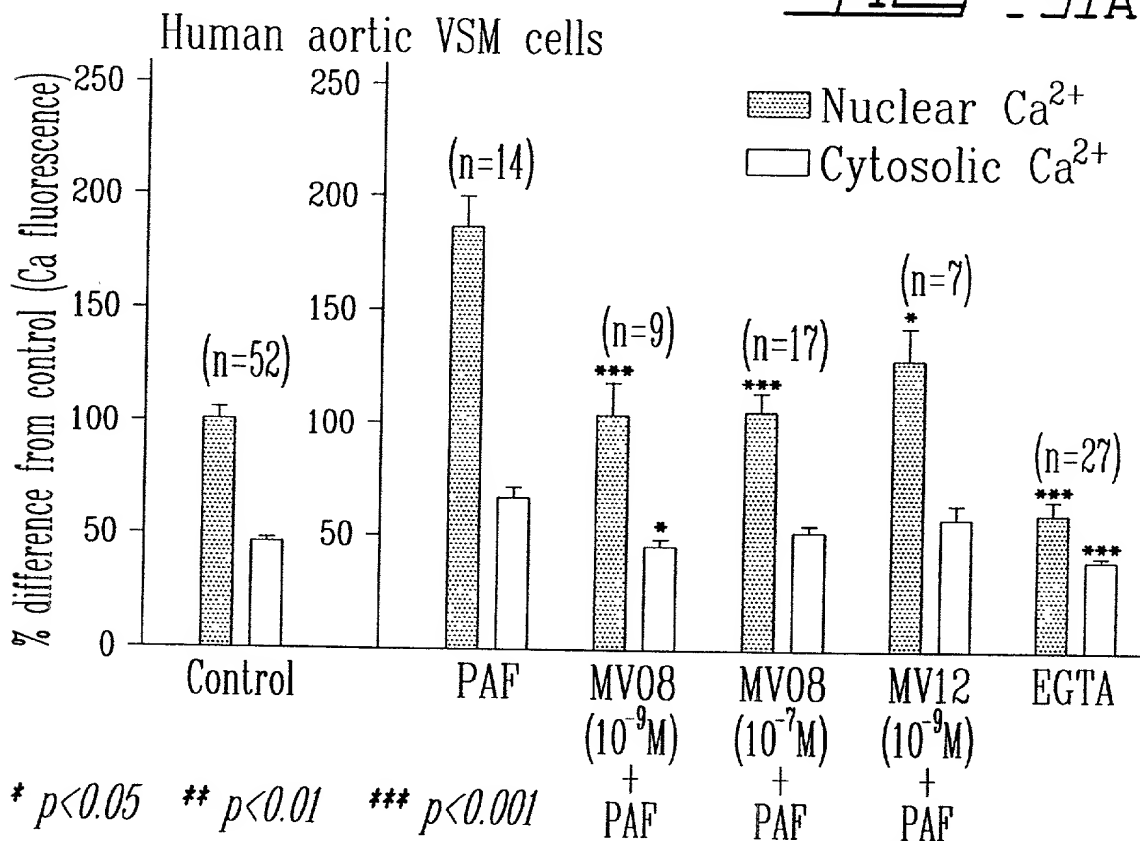 Human aortic VSM cells
% difference from control (Ca fluorescence)
250
200
150
100
50
0
250
200
150
100
50
Nuclear Ca²⁺
Cytosolic Ca²⁺
(n=52)
(n=14)
(n=9)
***
*
(n=17)
***
(n=7)
*
(n=27)
***
***
Control
PAF
MV08
(10⁻⁹M)
+
PAF
MV08
(10⁻⁷M)
+
PAF
MV12
(10⁻⁹M)
+
PAF
EGTA
* p<0.05 ** p<0.01 *** p<0.001